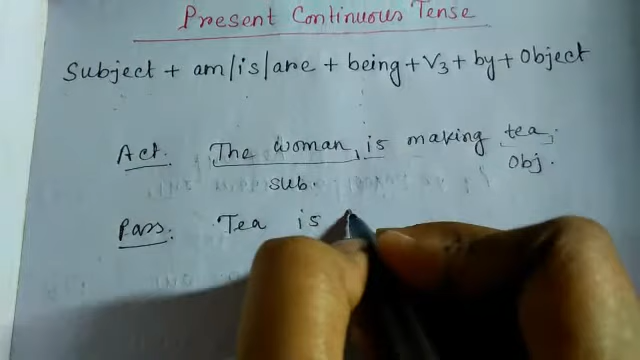 Present Continuous Tense
Subject + am/is/are + being + V3 + by + Object
Act. The woman is making tea.
Sub. Obj.
Pass. Tea is